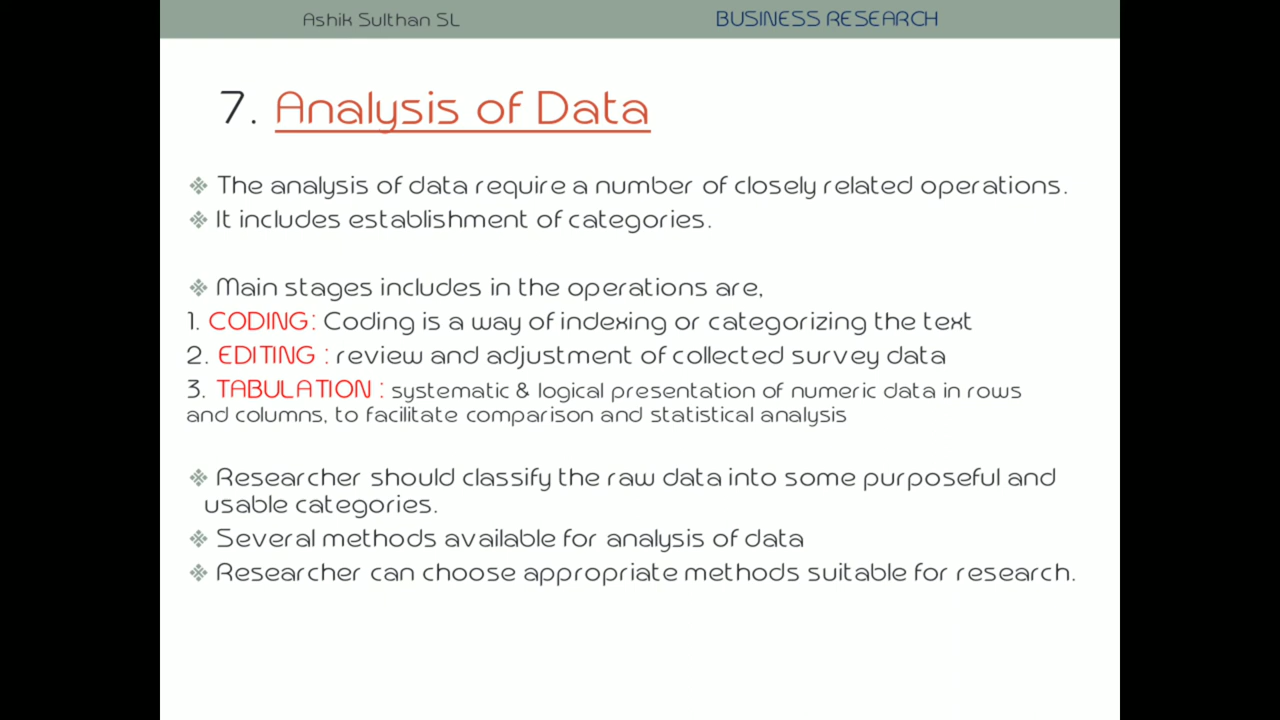 Ashik Sulthan SL BUSINESS RESEARCH
7. Analysis of Data
❖ The analysis of data require a number of closely related operations.
❖ It includes establishment of categories.
❖ Main stages includes in the operations are,
1. CODING: Coding is a way of indexing or categorizing the text
2. EDITING : review and adjustment of collected survey data
3. TABULATION : systematic & logical presentation of numeric data in rows
and columns, to facilitate comparison and statistical analysis
❖ Researcher should classify the raw data into some purposeful and
usable categories.
❖ Several methods available for analysis of data
❖ Researcher can choose appropriate methods suitable for research.